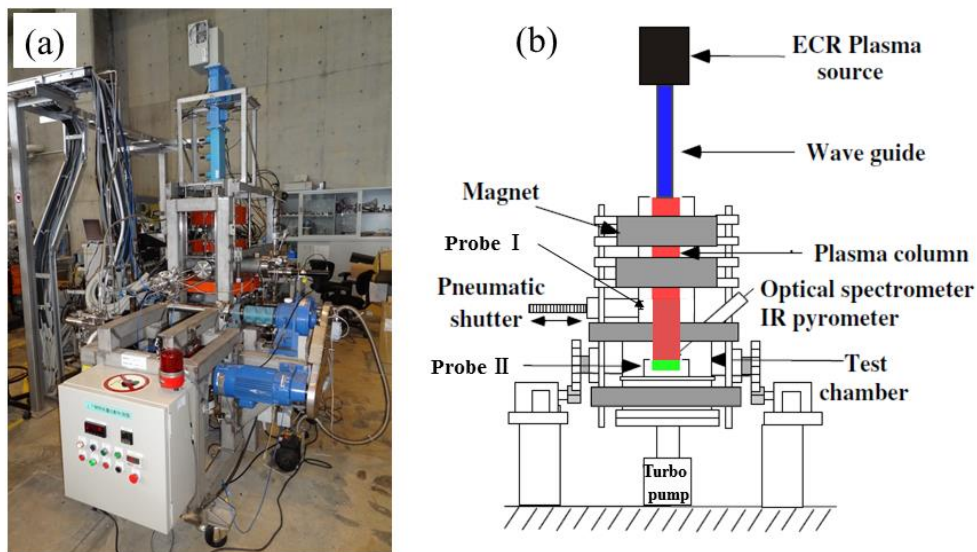 (a)
(b)
ECR Plasma
source
Wave guide
Magnet
Probe Ⅰ
Plasma column
Pneumatic
shutter
Optical spectrometer
IR pyrometer
Probe Ⅱ
Test
chamber
Turbo
pump